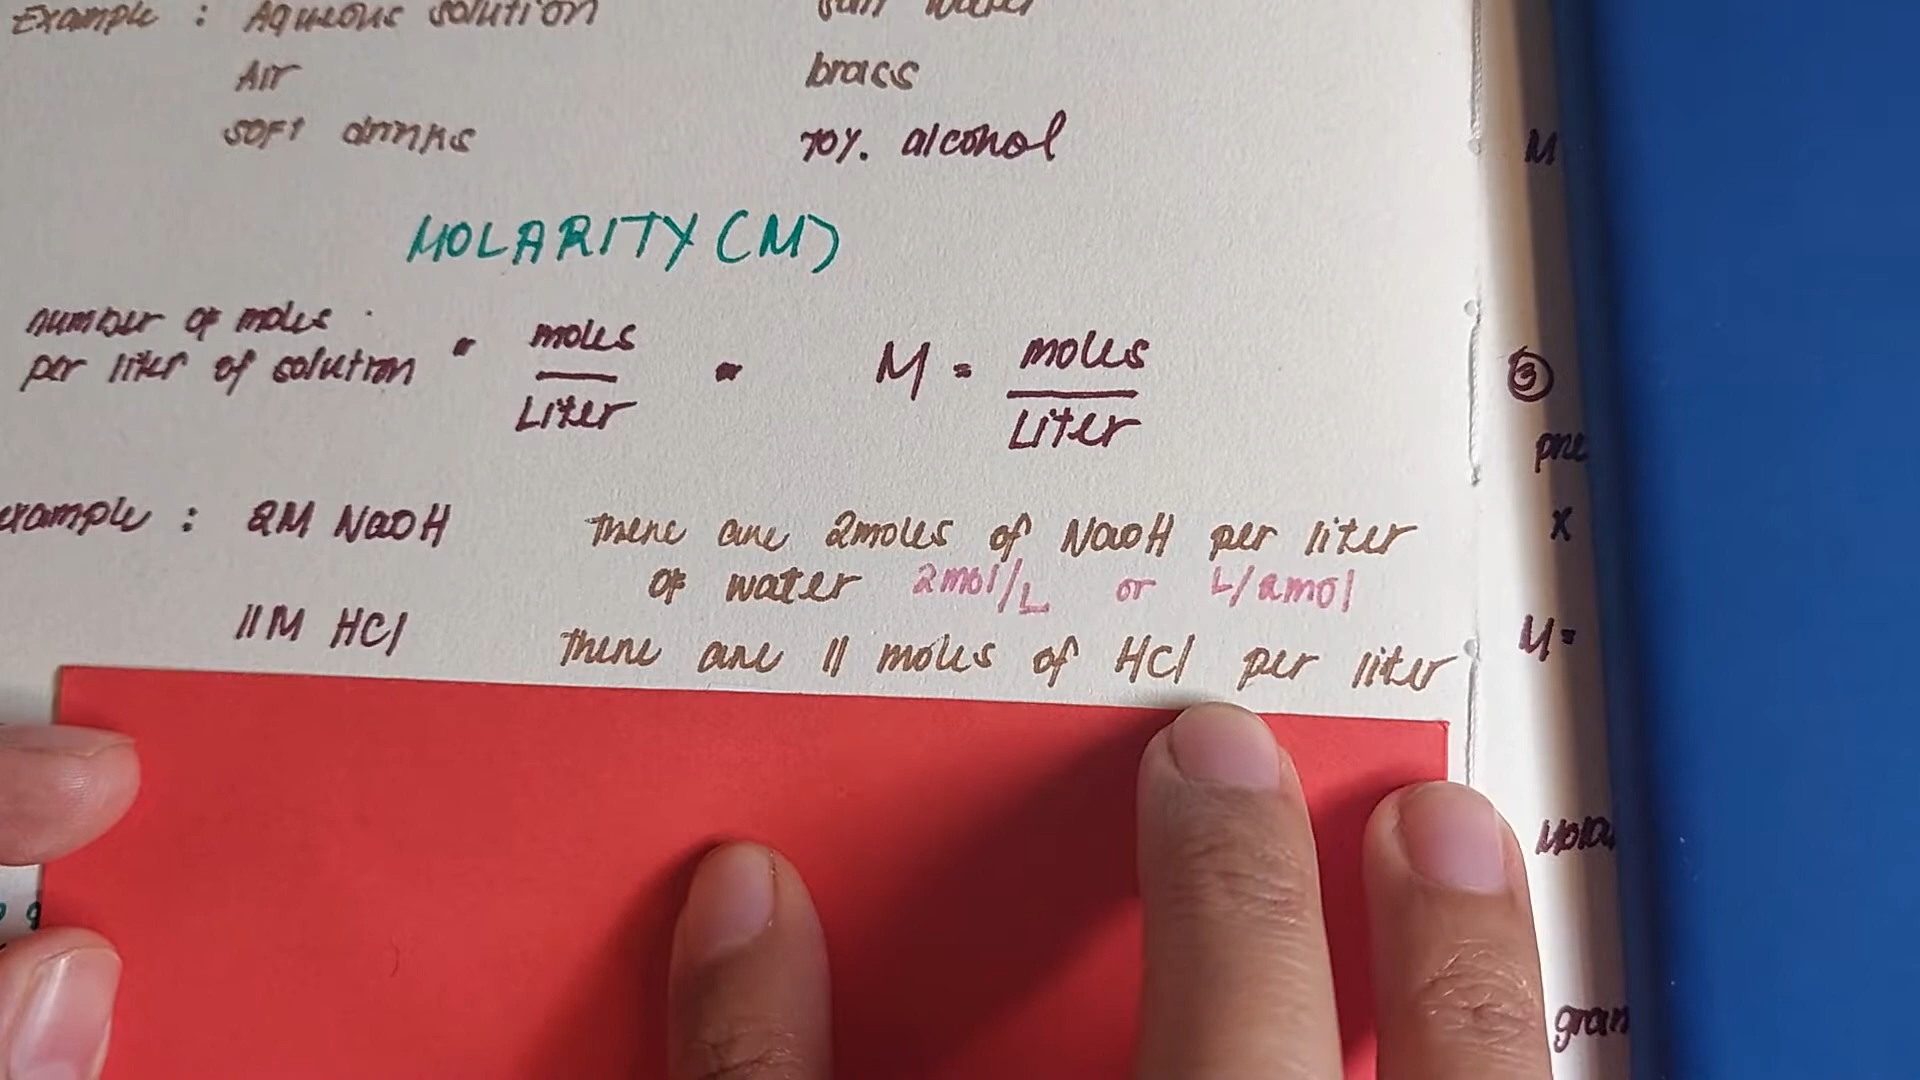 Example : Aqueous solution
Air brass
soft drinks 70%. alcohol
MOLARITY (M)
number of moles
per liter of solution = moles / Liter = M = moles / Liter
example : 2M NaOH there are 2moles of NaOH per liter
of water 2mol/L or L/2mol
11M HCl there are 11 moles of HCl per liter
M
③
X
M=